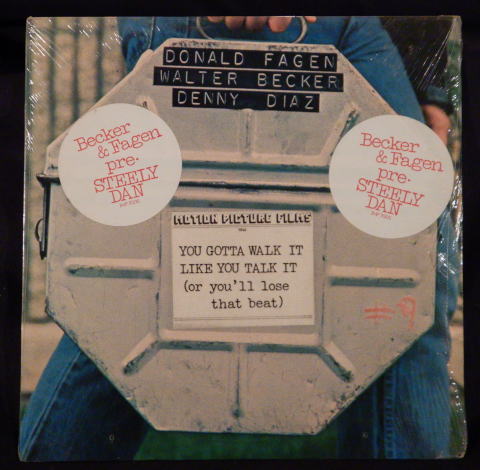 DONALD FAGEN
WALTER BECKER
DENNY DIAZ
Becker
& Fagen
pre-
STEELY
DAN
Becker
& Fagen
pre-
STEELY
DAN
MOTION PICTURE FILMS
YOU GOTTA WALK IT
LIKE YOU TALK IT
(or you'll lose
that beat)
#9